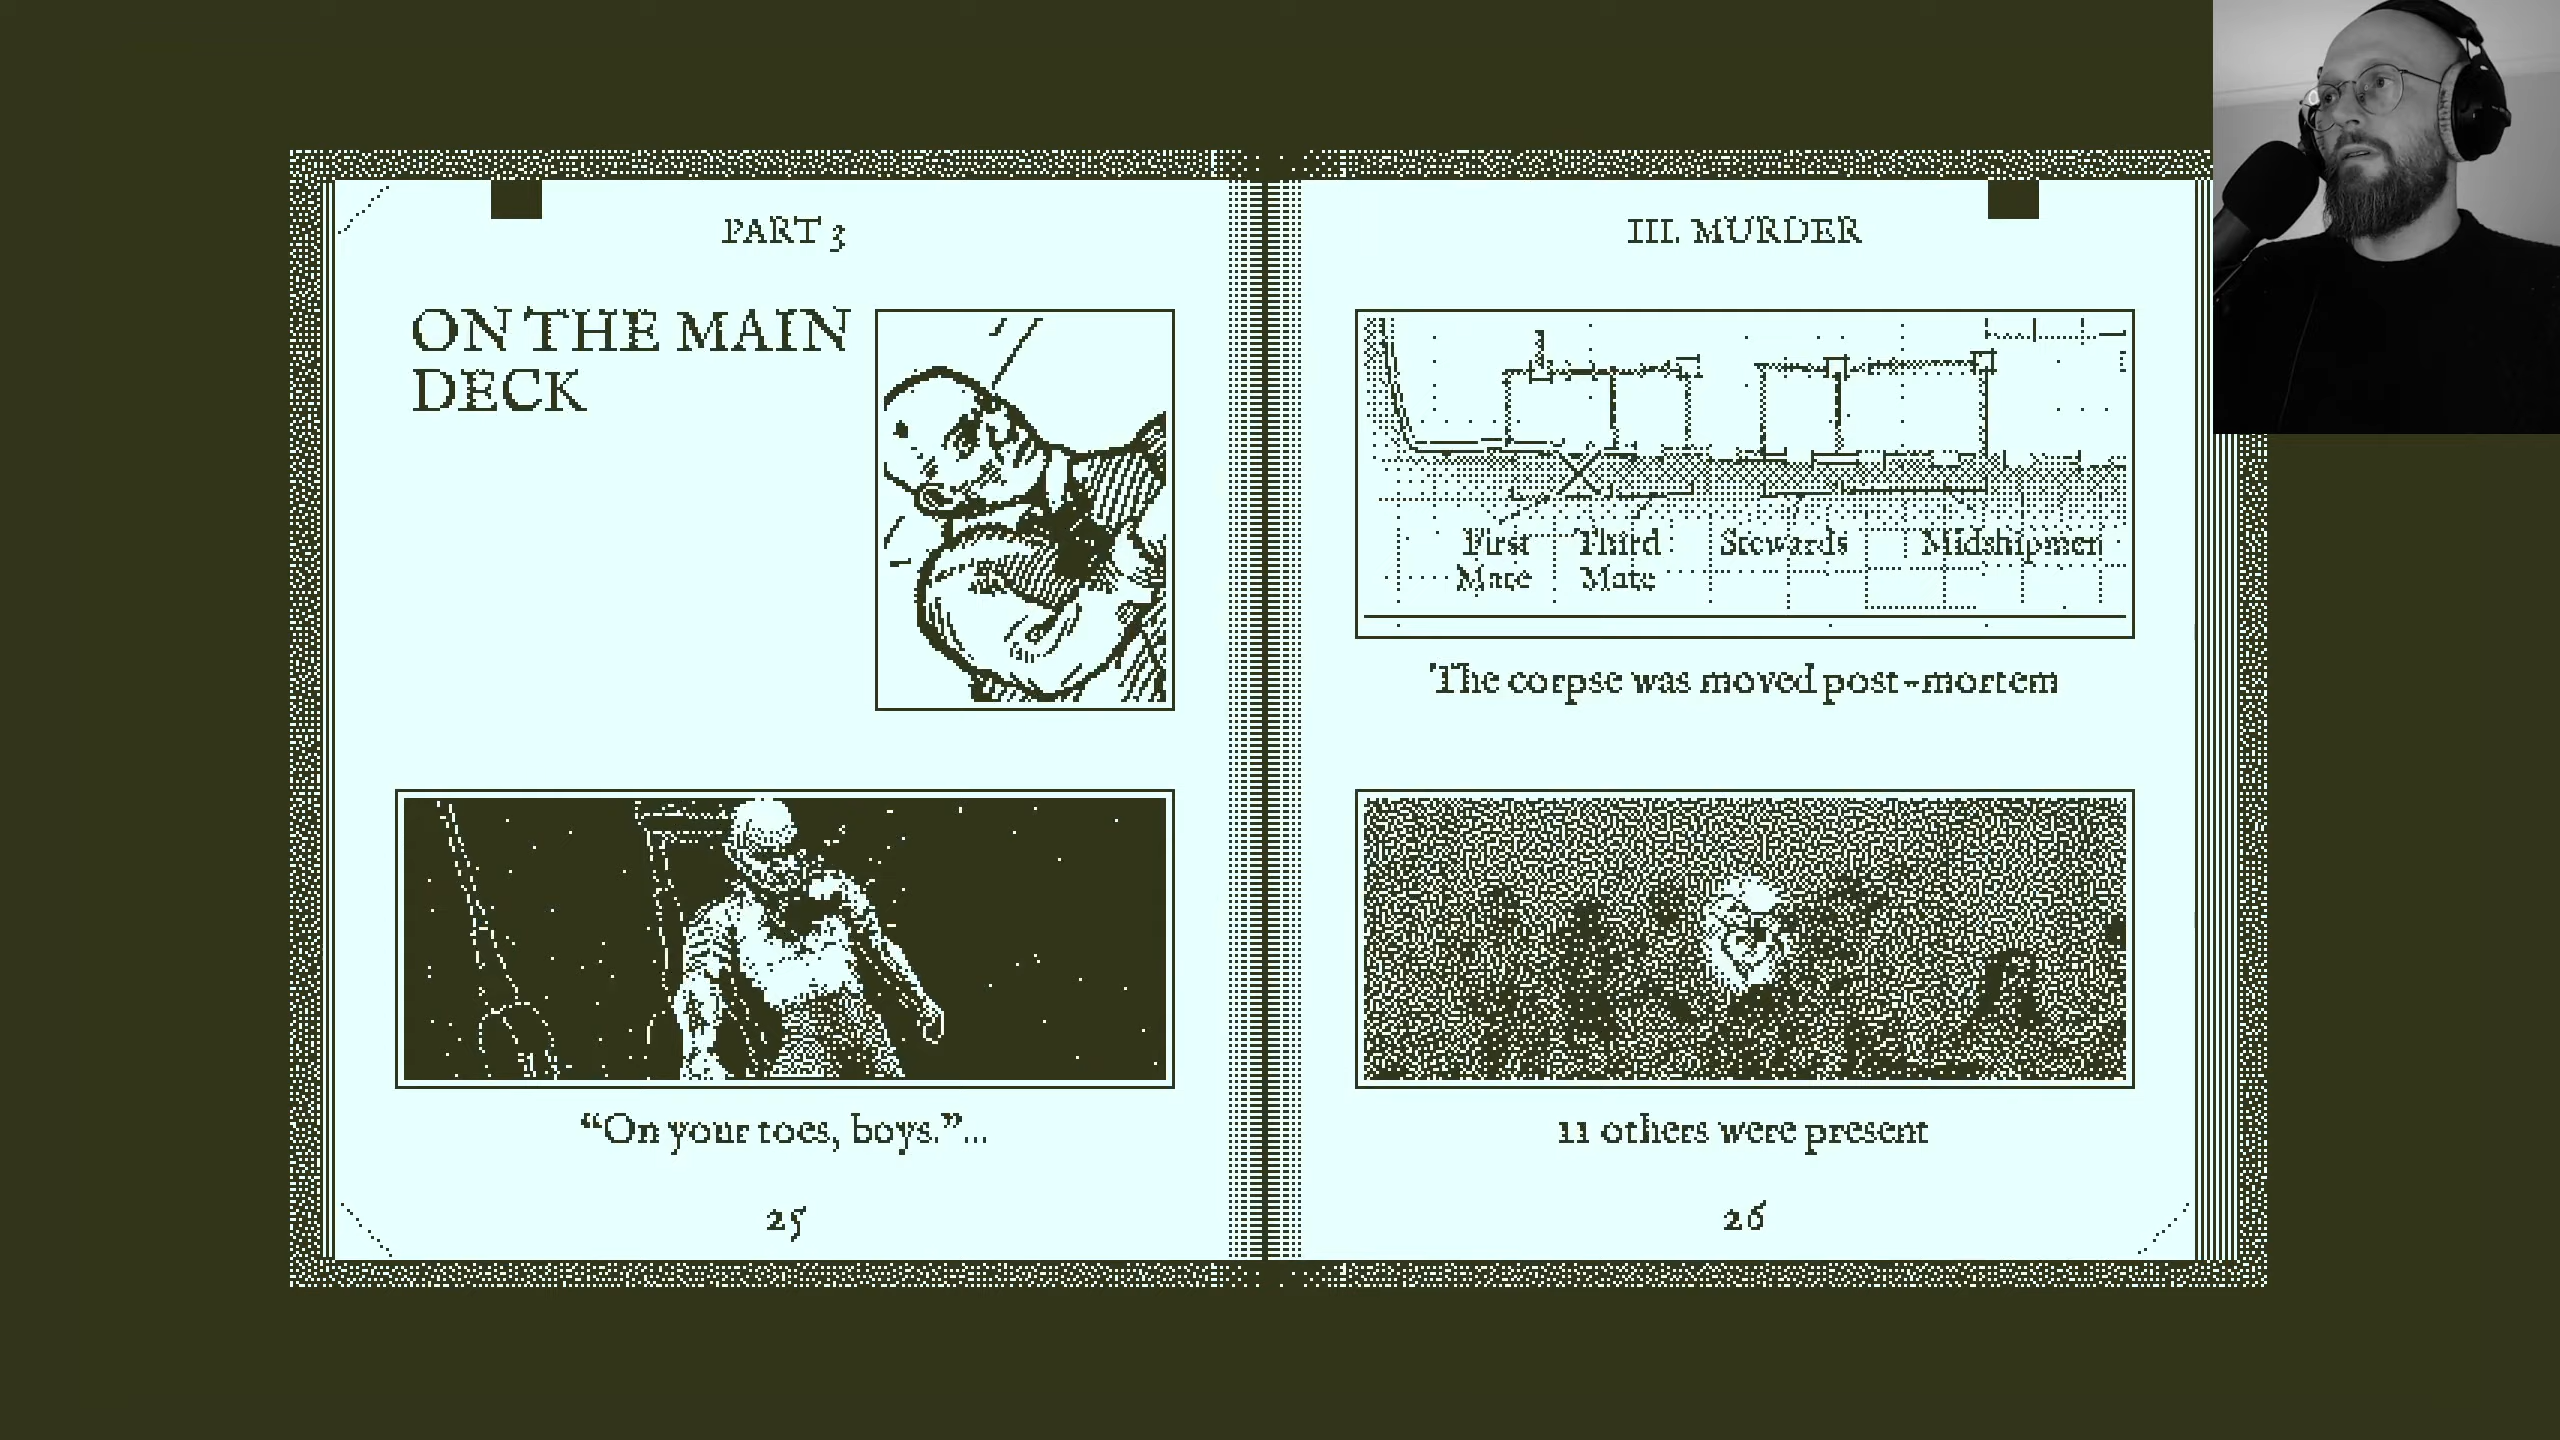 PART 3
ON THE MAIN
DECK
“On your toes, boys.”...
25
III. MURDER
First Third Stewards Midshipmen
Mate Mate
The corpse was moved post-mortem
11 others were present
26